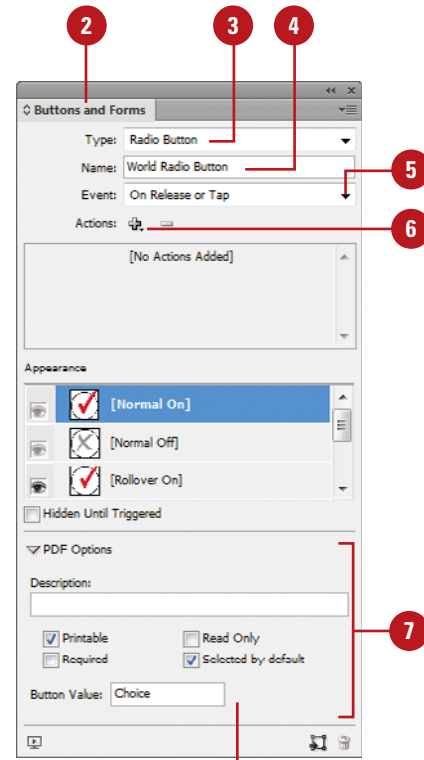 2
3
4
Buttons and Forms
Type: Radio Button
Name: World Radio Button
5
Event: On Release or Tap
Actions:
6
[No Actions Added]
Appearance
[Normal On]
[Normal Off]
[Rollover On]
Hidden Until Triggered
PDF Options
Description:
7
Printable Read Only
Required Selected by default
Button Value: Choice